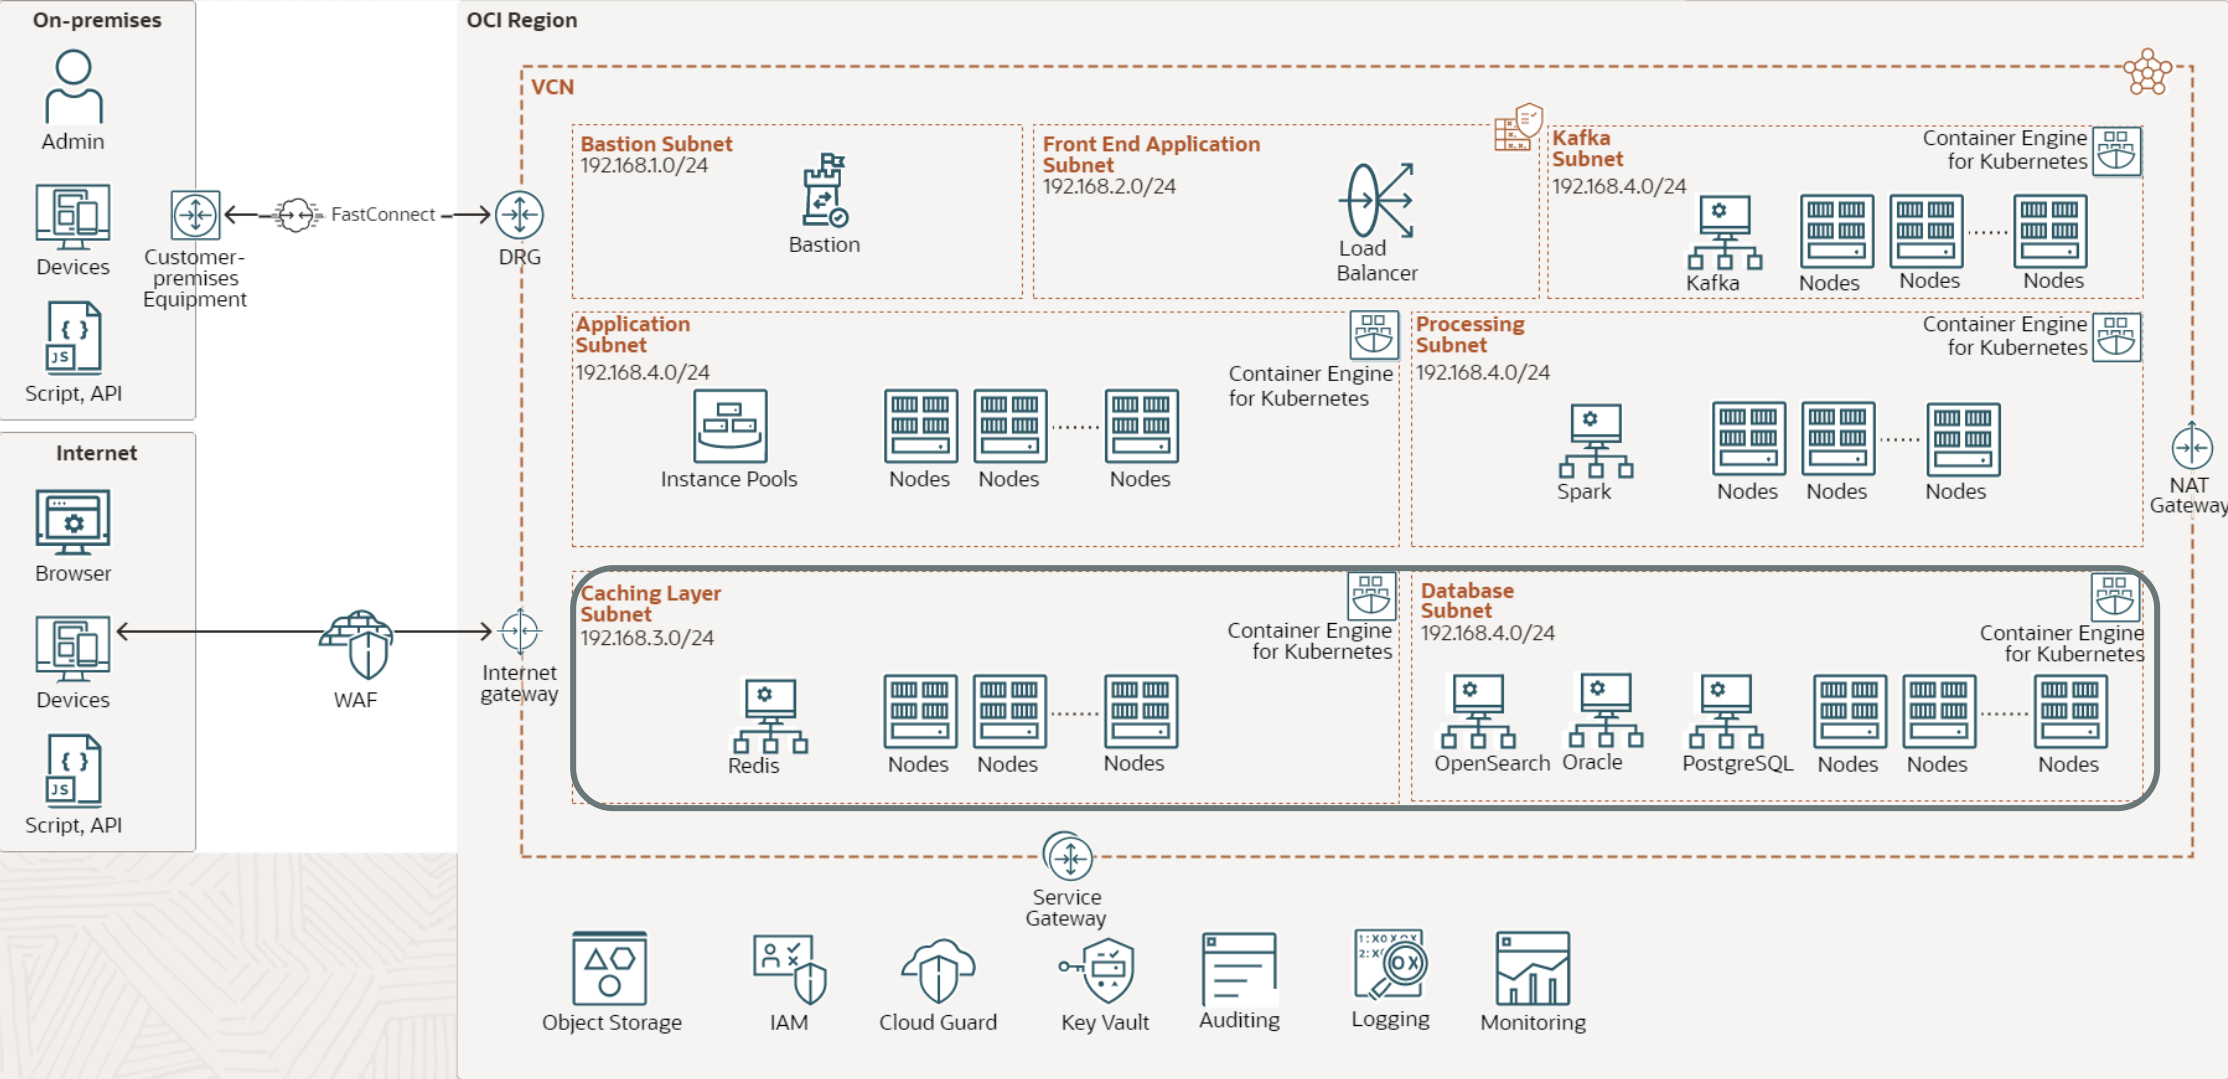 On-premises
Admin
Devices
Script, API
Customer-
premises
Equipment
FastConnect
DRG
Internet
Browser
Devices
Script, API
WAF
Internet
gateway
OCI Region
VCN
Bastion Subnet
192.168.1.0/24
Bastion
Front End Application
Subnet
192.168.2.0/24
Load
Balancer
Kafka
Subnet
192.168.4.0/24
Container Engine
for Kubernetes
Kafka
Nodes
Nodes
Nodes
Application
Subnet
192.168.4.0/24
Container Engine
for Kubernetes
Instance Pools
Nodes
Nodes
Nodes
Processing
Subnet
192.168.4.0/24
Container Engine
for Kubernetes
Spark
Nodes
Nodes
Nodes
NAT
Gateway
Caching Layer
Subnet
192.168.3.0/24
Container Engine
for Kubernetes
Redis
Nodes
Nodes
Nodes
Database
Subnet
192.168.4.0/24
Container Engine
for Kubernetes
OpenSearch
Oracle
PostgreSQL
Nodes
Nodes
Nodes
Service
Gateway
Object Storage
IAM
Cloud Guard
Key Vault
Auditing
Logging
Monitoring